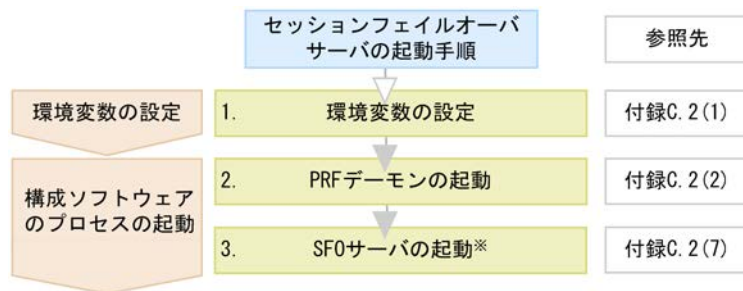 セッションフェイルオーバ
サーバの起動手順
参照先
環境変数の設定
1. 環境変数の設定
付録C.2(1)
構成ソフトウェア
のプロセスの起動
2. PRFデーモンの起動
付録C.2(2)
3. SFOサーバの起動※
付録C.2(7)